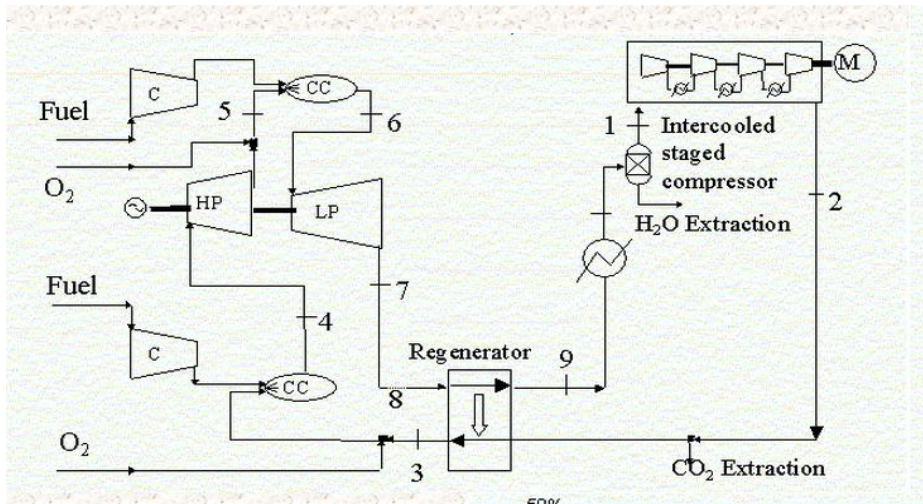 C
CC
M
Fuel
5
6
1
Intercooled
staged
compressor
O₂
HP
LP
2
H₂O Extraction
7
Fuel
4
C
Regenerator
9
CC
8
O₂
3
CO₂ Extraction